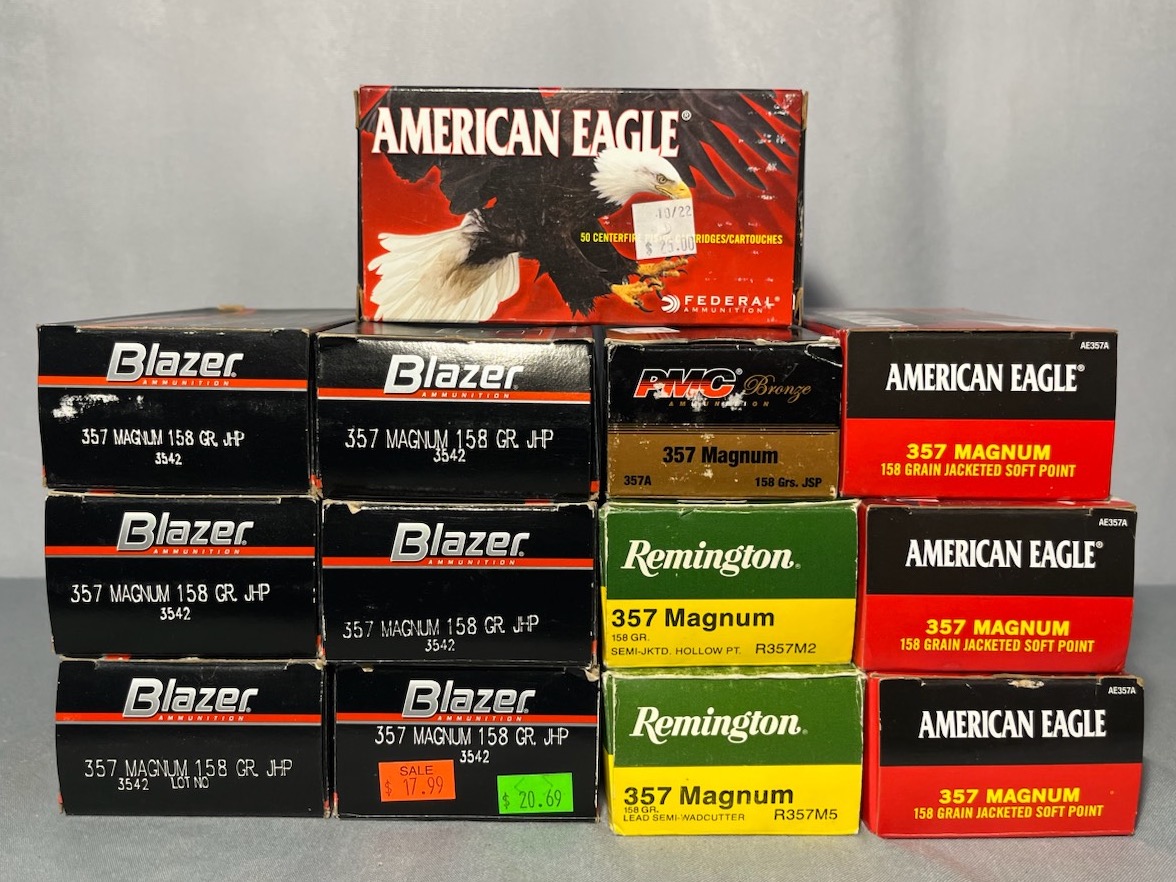 AMERICAN EAGLE®
10/22
50 CENTERFIRE CARTRIDGES/CARTOUCHES
FEDERAL®
AMMUNITION
Blazer®
AMMUNITION
357 MAGNUM 158 GR. JHP
3542
Blazer®
AMMUNITION
357 MAGNUM 158 GR. JHP
3542
PMC® Bronze
AMMUNITION
357 Magnum
357A 158 Grs. JSP
AE357A
AMERICAN EAGLE®
357 MAGNUM
158 GRAIN JACKETED SOFT POINT
Blazer®
AMMUNITION
357 MAGNUM 158 GR. JHP
3542
Blazer®
AMMUNITION
357 MAGNUM 158 GR. JHP
3542
Remington®
357 Magnum
158 GR.
SEMI-JKTD. HOLLOW PT. R357M2
AE357A
AMERICAN EAGLE®
357 MAGNUM
158 GRAIN JACKETED SOFT POINT
Blazer®
AMMUNITION
357 MAGNUM 158 GR. JHP
3542 LOT NO
Blazer®
AMMUNITION
357 MAGNUM 158 GR. JHP
3542
SALE
$ 17.99
$ 20.69
Remington®
357 Magnum
158 GR.
LEAD SEMI-WADCUTTER R357M5
AE357A
AMERICAN EAGLE
357 MAGNUM
158 GRAIN JACKETED SOFT POINT